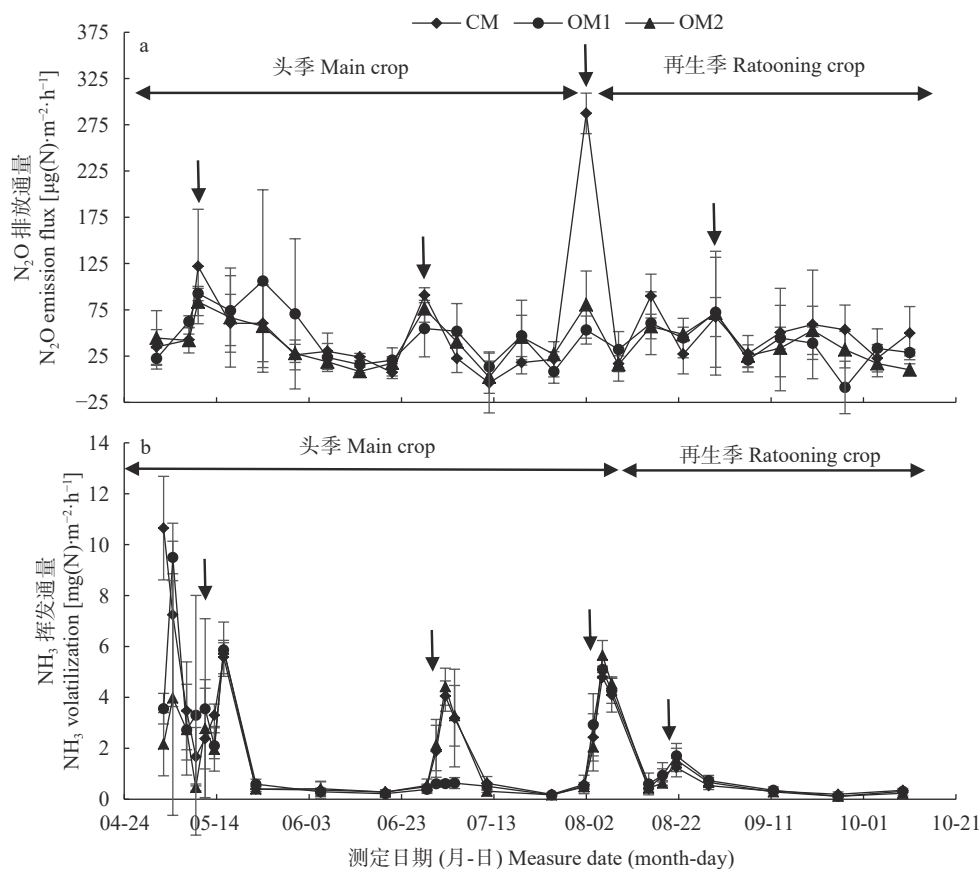 CM OM1 OM2
a
头季 Main crop
再生季 Ratooning crop
375
325
275
225
175
125
75
25
−25
N₂O 排放通量
N₂O emission flux [μg(N)·m⁻²·h⁻¹]
b
头季 Main crop
再生季 Ratooning crop
14
12
10
8
6
4
2
0
NH₃ 挥发通量
NH₃ volatilization [mg(N)·m⁻²·h⁻¹]
04-24 05-14 06-03 06-23 07-13 08-02 08-22 09-11 10-01 10-21
测定日期 (月-日) Measure date (month-day)